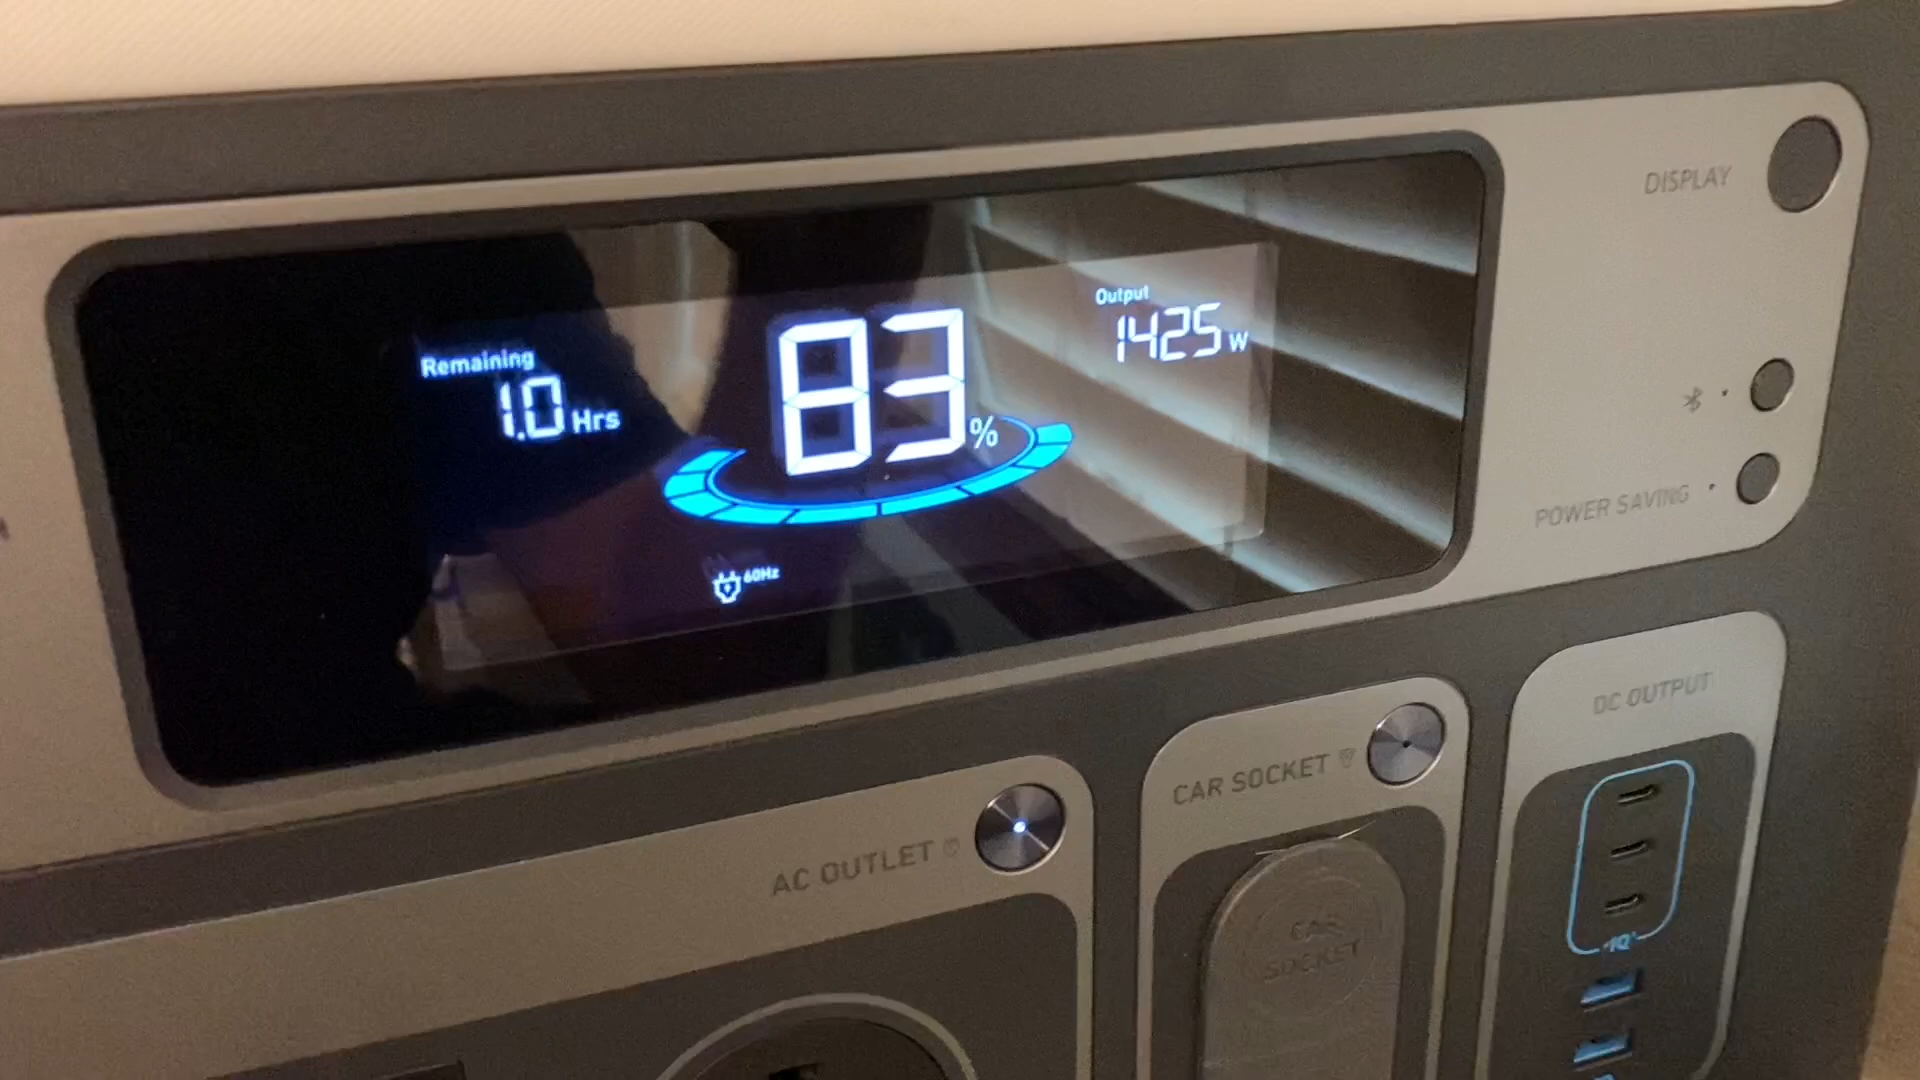 DISPLAY
Output
1425 W
Remaining
1.0 Hrs
83 %
60Hz
POWER SAVING
DC OUTPUT
CAR SOCKET
AC OUTLET
CAR
SOCKET
IQ